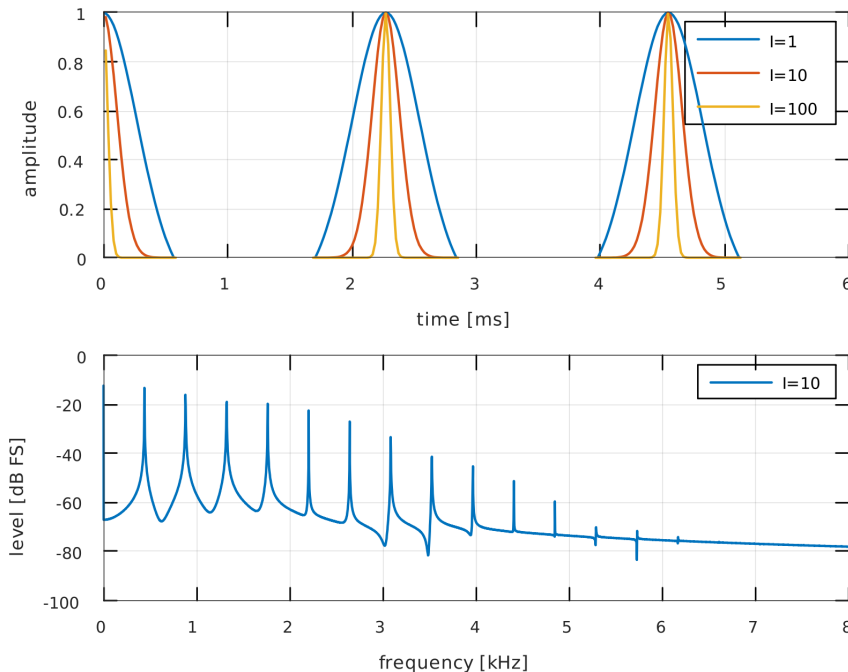 1
0.8
0.6
0.4
0.2
0
amplitude
I=1
I=10
I=100
0 1 2 3 4 5 6
time [ms]
0
-20
-40
-60
-80
-100
level [dB FS]
I=10
0 1 2 3 4 5 6 7 8
frequency [kHz]